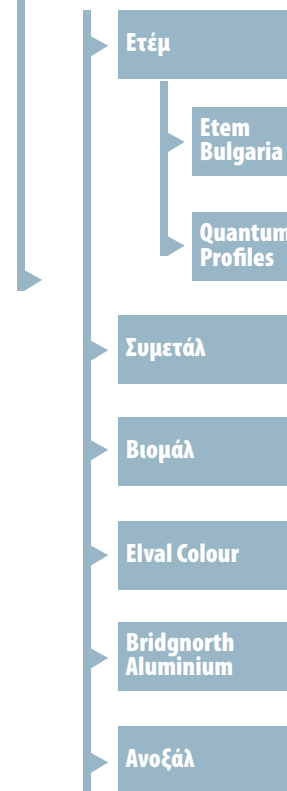 Ετέμ
Etem
Bulgaria
Quantum
Profiles
Συμετάλ
Βιομάλ
Elval Colour
Bridgnorth
Aluminium
Ανοξάλ